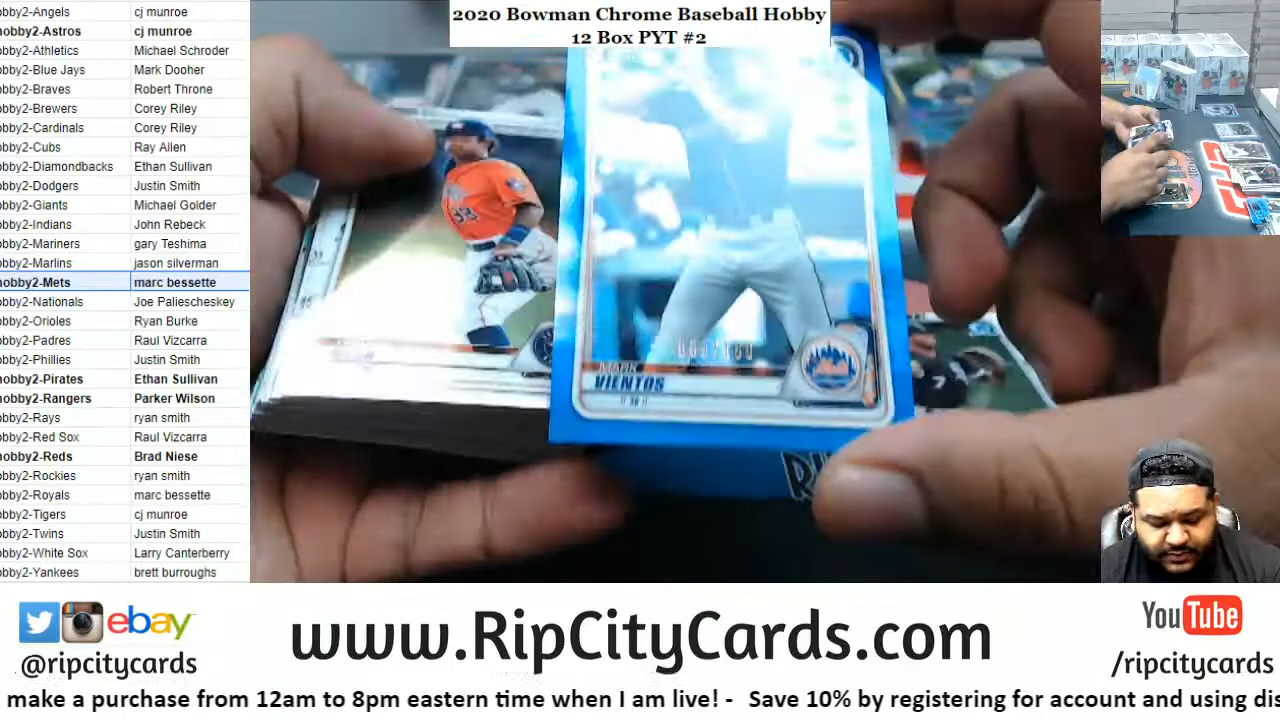 2020 Bowman Chrome Baseball Hobby
12 Box PYT #2
obby2-Angels cj munroe
hobby2-Astros cj munroe
obby2-Athletics Michael Schroder
obby2-Blue Jays Mark Dooher
obby2-Braves Robert Throne
obby2-Brewers Corey Riley
obby2-Cardinals Corey Riley
obby2-Cubs Ray Allen
obby2-Diamondbacks Ethan Sullivan
obby2-Dodgers Justin Smith
obby2-Giants Michael Golder
obby2-Indians John Rebeck
obby2-Mariners gary Teshima
obby2-Marlins jason silverman
hobby2-Mets marc bessette
obby2-Nationals Joe Paliescheskey
obby2-Orioles Ryan Burke
obby2-Padres Raul Vizcarra
obby2-Phillies Justin Smith
hobby2-Pirates Ethan Sullivan
hobby2-Rangers Parker Wilson
obby2-Rays ryan smith
obby2-Red Sox Raul Vizcarra
hobby2-Reds Brad Niese
obby2-Rockies ryan smith
obby2-Royals marc bessette
obby2-Tigers cj munroe
obby2-Twins Justin Smith
obby2-White Sox Larry Canterbery
obby2-Yankees brett burroughs
MARK
VIENTOS
Mets
ebay
@ripcitycards
www.RipCityCards.com
YouTube
/ripcitycards
make a purchase from 12am to 8pm eastern time when I am live! - Save 10% by registering for account and using dis